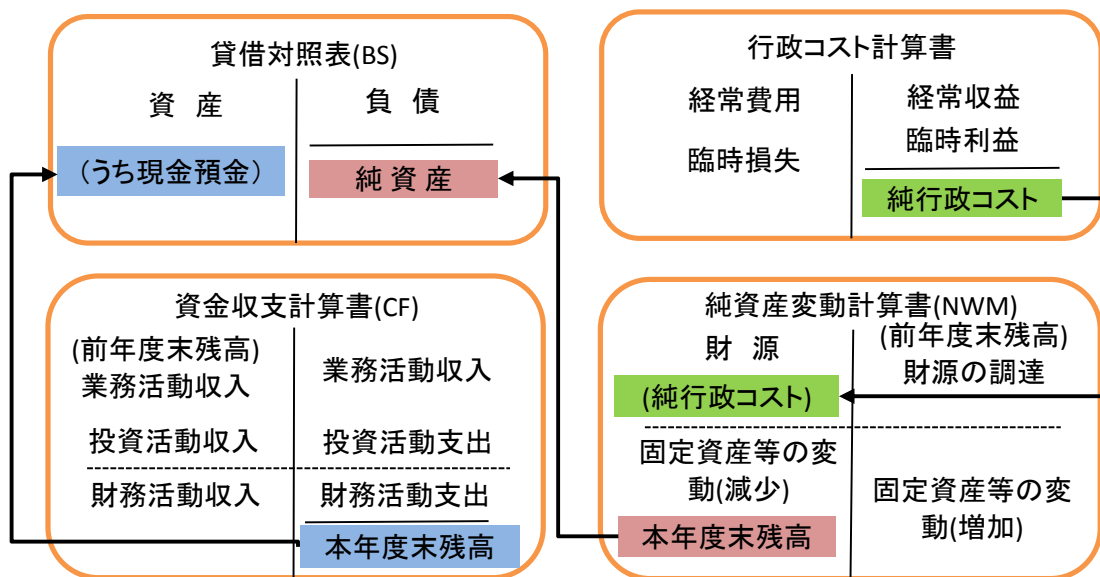 貸借対照表(BS)
資 産
負 債
（うち現金預金）
純 資 産
行政コスト計算書
経常費用
経常収益
臨時利益
臨時損失
純行政コスト
資金収支計算書(CF)
(前年度末残高)
業務活動収入
業務活動収入
投資活動収入
投資活動支出
財務活動収入
財務活動支出
本年度末残高
純資産変動計算書(NWM)
財 源
(純行政コスト)
(前年度末残高)
財源の調達
固定資産等の変
動(減少)
固定資産等の変
動(増加)
本年度末残高